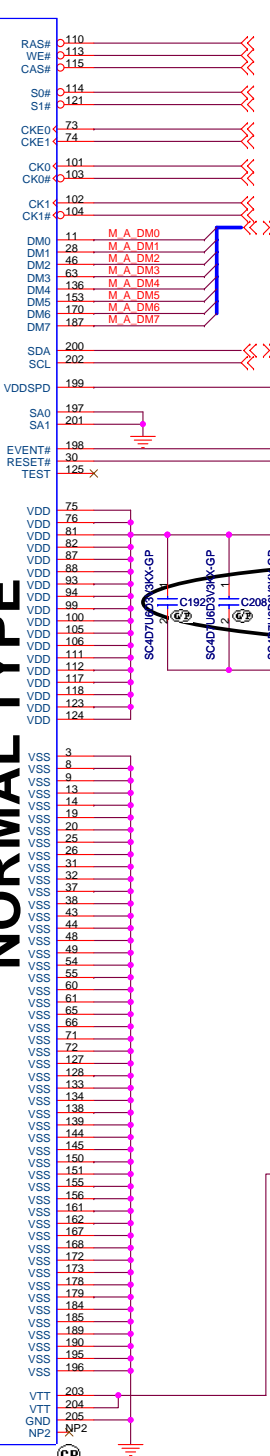 RAS# 110
WE# 113
CAS# 115
S0# 114
S1# 121
CKE0 73
CKE1 74
CK0 101
CK0# 103
CK1 102
CK1# 104
DM0 11 M_A_DM0
DM1 28 M_A_DM1
DM2 46 M_A_DM2
DM3 63 M_A_DM3
DM4 136 M_A_DM4
DM5 153 M_A_DM5
DM6 170 M_A_DM6
DM7 187 M_A_DM7
SDA 200
SCL 202
VDDSPD 199
SA0 197
SA1 201
EVENT# 198
RESET# 30
TEST 125
VDD 75
VDD 76
VDD 81
VDD 82
VDD 87
VDD 88
VDD 93
VDD 94
VDD 99
VDD 100
VDD 105
VDD 106
VDD 111
VDD 112
VDD 117
VDD 118
VDD 123
VDD 124
SC4D7U6D3V3KX-GP
1
C192
2
SC4D7U6D3V3KX-GP
1
C208
2
NORMAL TYPE
VSS 3
VSS 8
VSS 9
VSS 13
VSS 14
VSS 19
VSS 20
VSS 25
VSS 26
VSS 31
VSS 32
VSS 37
VSS 38
VSS 43
VSS 44
VSS 48
VSS 49
VSS 54
VSS 55
VSS 60
VSS 61
VSS 65
VSS 66
VSS 71
VSS 72
VSS 127
VSS 128
VSS 133
VSS 134
VSS 138
VSS 139
VSS 144
VSS 145
VSS 150
VSS 151
VSS 155
VSS 156
VSS 161
VSS 162
VSS 167
VSS 168
VSS 172
VSS 173
VSS 178
VSS 179
VSS 184
VSS 185
VSS 189
VSS 190
VSS 195
VSS 196
VTT 203
VTT 204
GND 205
NP2 NP2